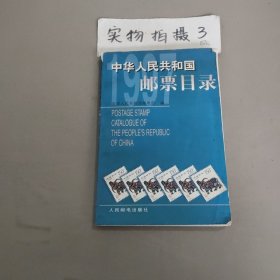 实物拍摄3
1997
中华人民共和国
邮票目录
POSTAGE STAMP
CATALOGUE OF
THE PEOPLE'S REPUBLIC
OF CHINA
人民邮电出版社